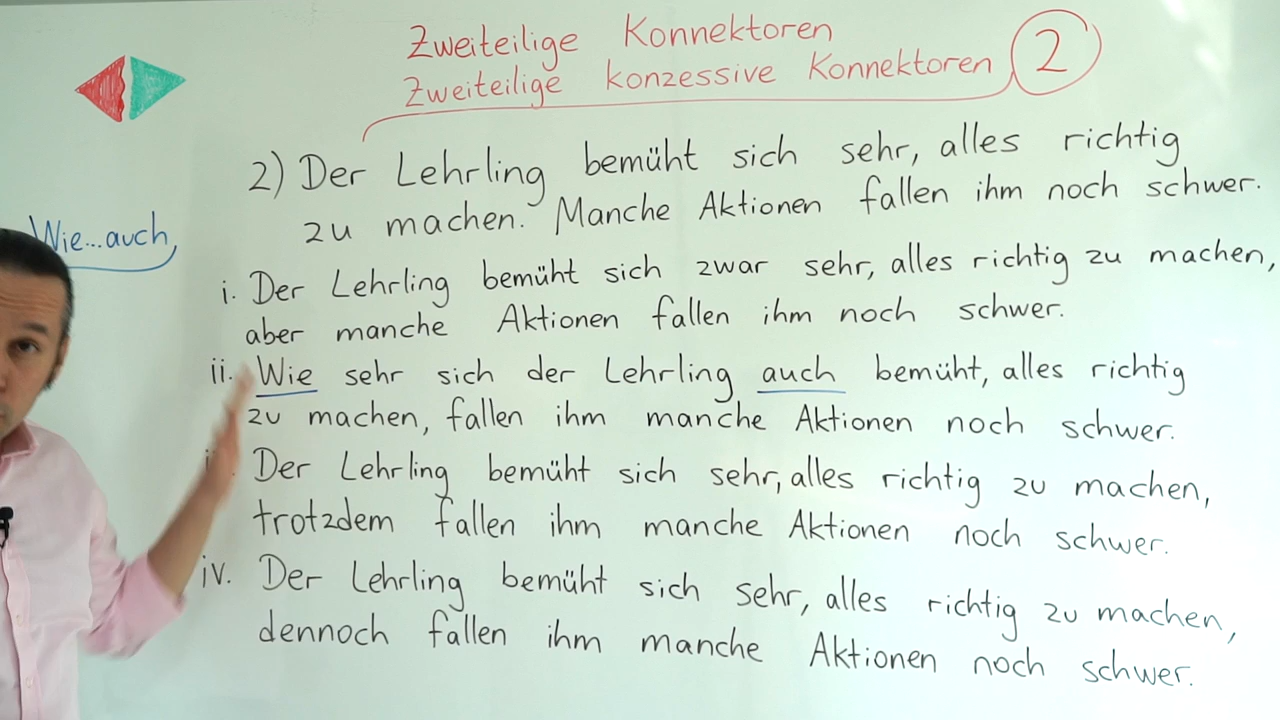 Zweiteilige Konnektoren
Zweiteilige konzessive Konnektoren 2
Wie...auch,
2) Der Lehrling bemüht sich sehr, alles richtig
zu machen. Manche Aktionen fallen ihm noch schwer.
i. Der Lehrling bemüht sich zwar sehr, alles richtig zu machen,
aber manche Aktionen fallen ihm noch schwer.
ii. Wie sehr sich der Lehrling auch bemüht, alles richtig
zu machen, fallen ihm manche Aktionen noch schwer.
Der Lehrling bemüht sich sehr, alles richtig zu machen,
trotzdem fallen ihm manche Aktionen noch schwer.
iv. Der Lehrling bemüht sich sehr, alles richtig zu machen,
dennoch fallen ihm manche Aktionen noch schwer.